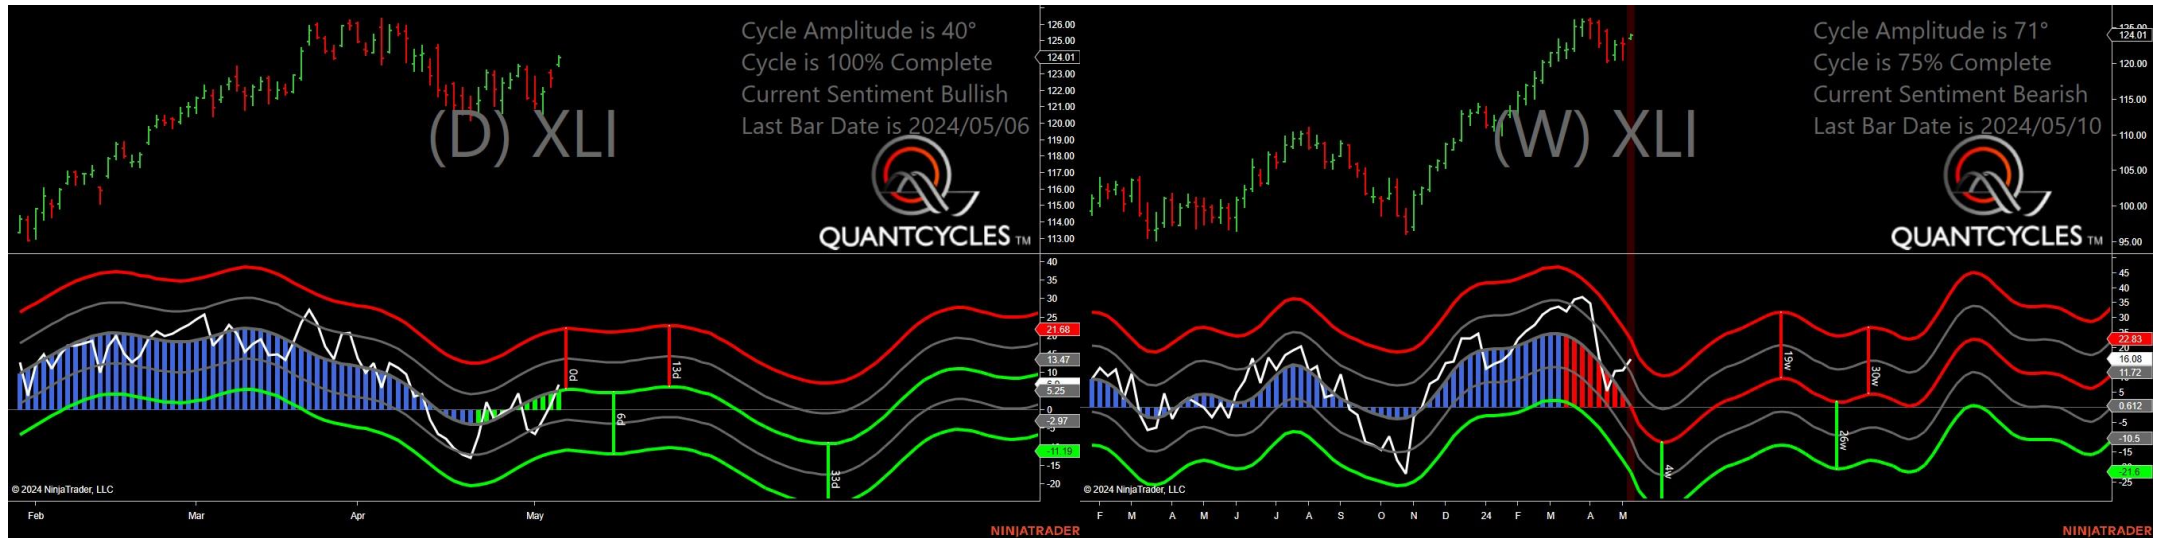 Cycle Amplitude is 40°
Cycle is 100% Complete
Current Sentiment Bullish
Last Bar Date is 2024/05/06
(D) XLI
QUANTCYCLES TM
126.00
125.00
124.01
123.00
122.00
121.00
120.00
119.00
118.00
117.00
116.00
115.00
114.00
113.00
40
35
30
25
21.68
15
13.47
10
5.25
0
-2.97
-11.19
-15
-20
0d
6d
13d
33d
© 2024 NinjaTrader, LLC
Feb
Mar
Apr
May
NINJATRADER
Cycle Amplitude is 71°
Cycle is 75% Complete
Current Sentiment Bearish
Last Bar Date is 2024/05/10
(W) XLI
QUANTCYCLES TM
124.01
120.00
115.00
110.00
105.00
100.00
95.00
45
40
35
30
25
22.83
20
16.08
11.72
5
0.612
-5
-10.5
-15
-21.6
-25
4w
19w
26w
30w
© 2024 NinjaTrader, LLC
F
M
A
M
J
J
A
S
O
N
D
24
F
M
A
M
NINJATRADER